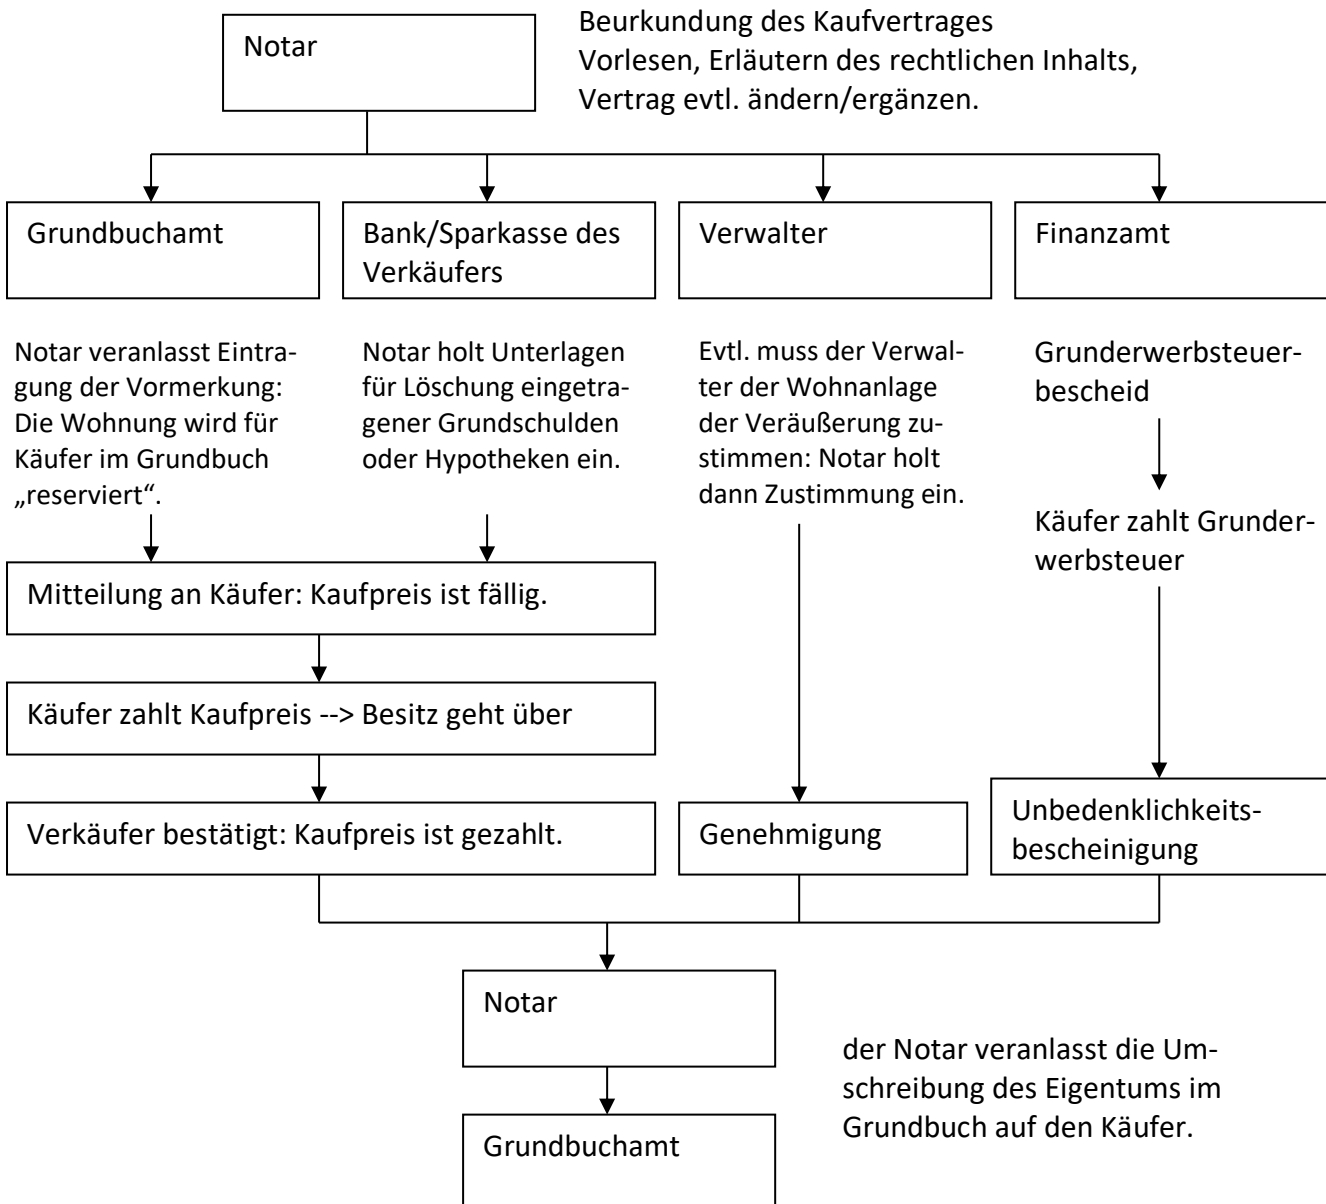 Notar
Beurkundung des Kaufvertrages
Vorlesen, Erläutern des rechtlichen Inhalts,
Vertrag evtl. ändern/ergänzen.
Grundbuchamt
Bank/Sparkasse des
Verkäufers
Verwalter
Finanzamt
Notar veranlasst Eintra-
gung der Vormerkung:
Die Wohnung wird für
Käufer im Grundbuch
„reserviert“.
Notar holt Unterlagen
für Löschung eingetra-
gener Grundschulden
oder Hypotheken ein.
Evtl. muss der Verwal-
ter der Wohnanlage
der Veräußerung zu-
stimmen: Notar holt
dann Zustimmung ein.
Grunderwerbsteuer-
bescheid
Käufer zahlt Grunder-
werbsteuer
Mitteilung an Käufer: Kaufpreis ist fällig.
Käufer zahlt Kaufpreis --> Besitz geht über
Verkäufer bestätigt: Kaufpreis ist gezahlt.
Genehmigung
Unbedenklichkeits-
bescheinigung
Notar
der Notar veranlasst die Um-
schreibung des Eigentums im
Grundbuch auf den Käufer.
Grundbuchamt